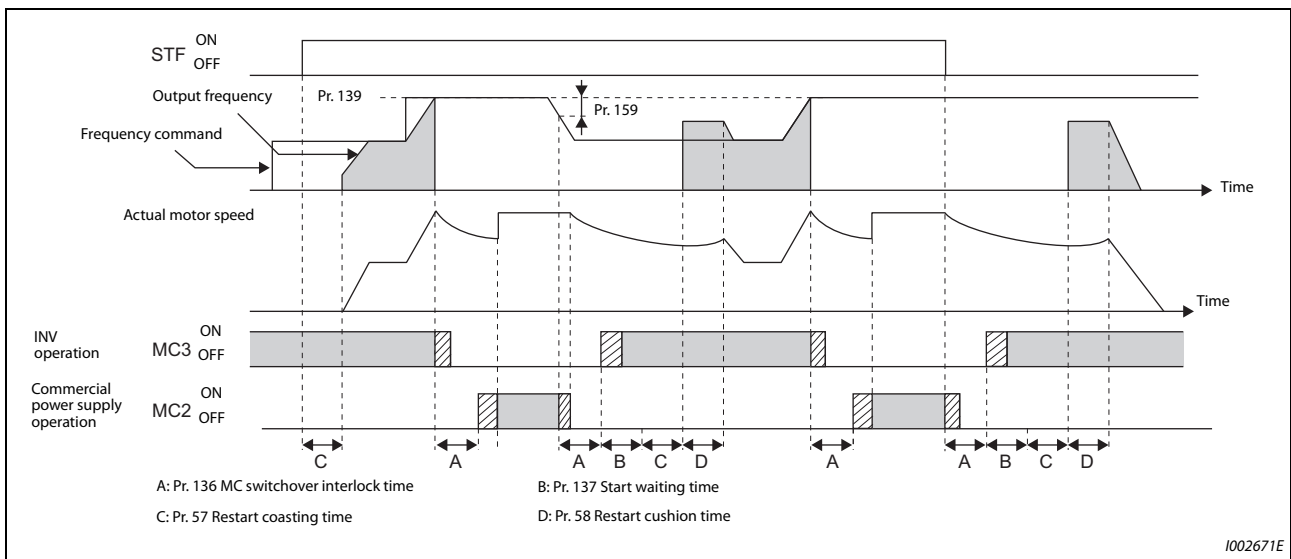 STF ON
OFF
Output frequency
Pr. 139
Pr. 159
Frequency command
Time
Actual motor speed
Time
INV
operation
MC3 ON
OFF
Commercial
power supply
operation
MC2 ON
OFF
C A A B C D A A B C D
A: Pr. 136 MC switchover interlock time
B: Pr. 137 Start waiting time
C: Pr. 57 Restart coasting time
D: Pr. 58 Restart cushion time
I002671E